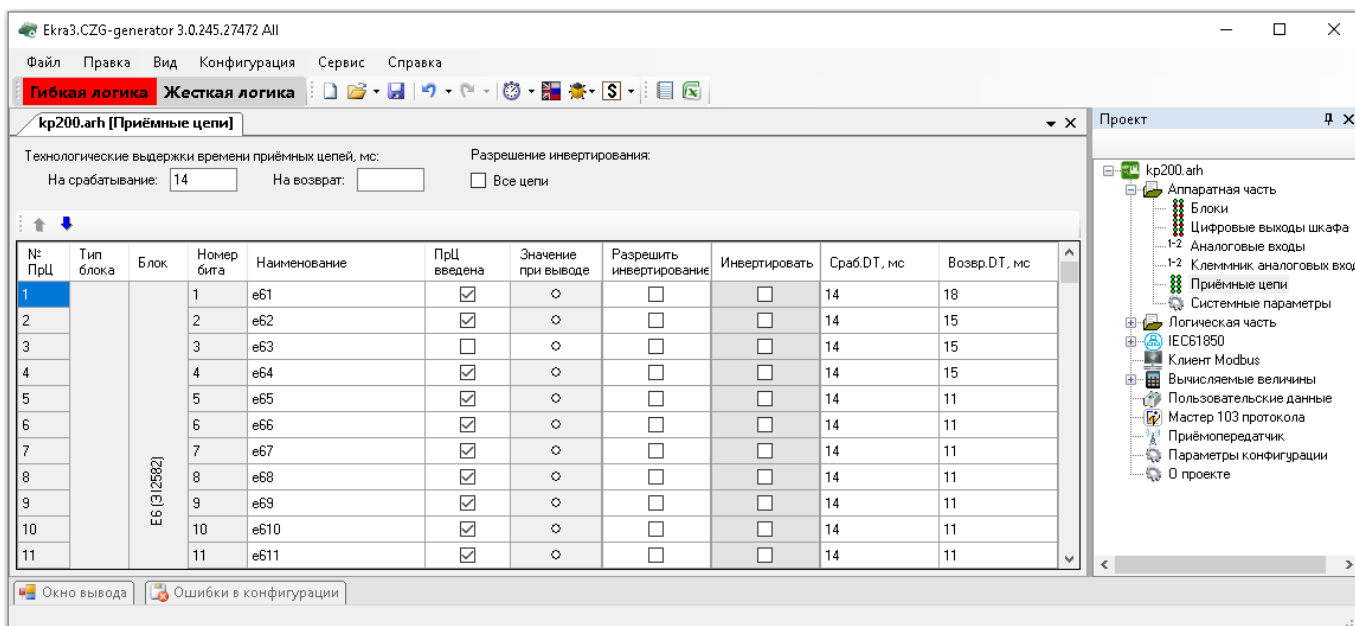 Ekra3.CZG-generator 3.0.245.27472 All
Файл Правка Вид Конфигурация Сервис Справка
Гибкая логика Жесткая логика
kp200.arh [Приёмные цепи]
Технологические выдержки времени приёмных цепей, мс:
Разрешение инвертирования:
На срабатывание: 14 На возврат:
Все цепи
№ ПрЦ Тип блока Блок Номер бита Наименование ПрЦ введена Значение при выводе Разрешить инвертирование Инвертировать Сраб.DT, мс Возвр.DT, мс
1 1 e61 14 18
2 2 e62 14 15
3 3 e63 14 15
4 4 e64 14 15
5 5 e65 14 11
6 6 e66 14 11
7 7 e67 14 11
8 8 e68 14 11
9 9 e69 14 11
10 10 e610 14 11
11 11 e611 14 11
E6 (3I2582)
Окно вывода Ошибки в конфигурации
Проект
kp200.arh
Аппаратная часть
Блоки
Цифровые выходы шкафа
1-2 Аналоговые входы
1-2 Клеммник аналоговых вхо
Приёмные цепи
Системные параметры
Логическая часть
IEC61850
Клиент Modbus
Вычисляемые величины
Пользовательские данные
Мастер 103 протокола
Приёмопередатчик
Параметры конфигурации
О проекте